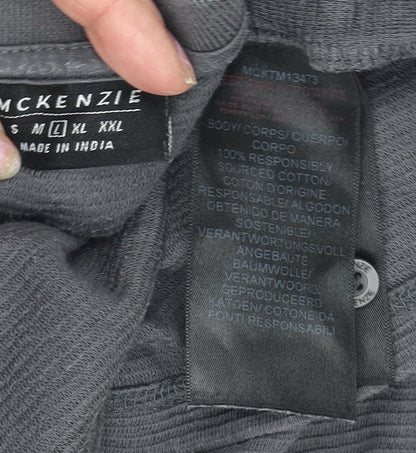 MCKENZIE
S M L XL XXL
MADE IN INDIA
MCKTM13473
BODY/ CORPS/ CUERPO/
CORPO
100% RESPONSIBLY
SOURCED COTTON/
COTON D'ORIGINE
RESPONSABLE/ ALGODON
OBTENIDO DE MANERA
SOSTENIBLE/
VERANTWORTUNGSVOLL
ANGEBAUTE
BAUMWOLLE/
VERANTWOORD
GEPRODUCEERD
KATOEN/ COTONE DA
FONTI RESPONSABILI